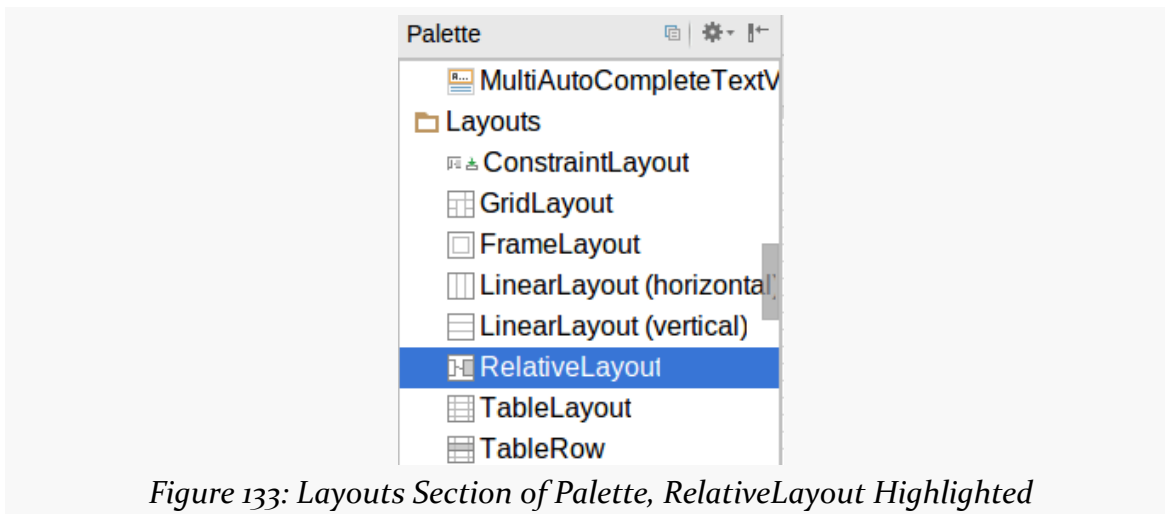 Palette
MultiAutoCompleteTextV
Layouts
ConstraintLayout
GridLayout
FrameLayout
LinearLayout (horizontal)
LinearLayout (vertical)
RelativeLayout
TableLayout
TableRow
Figure 133: Layouts Section of Palette, RelativeLayout Highlighted